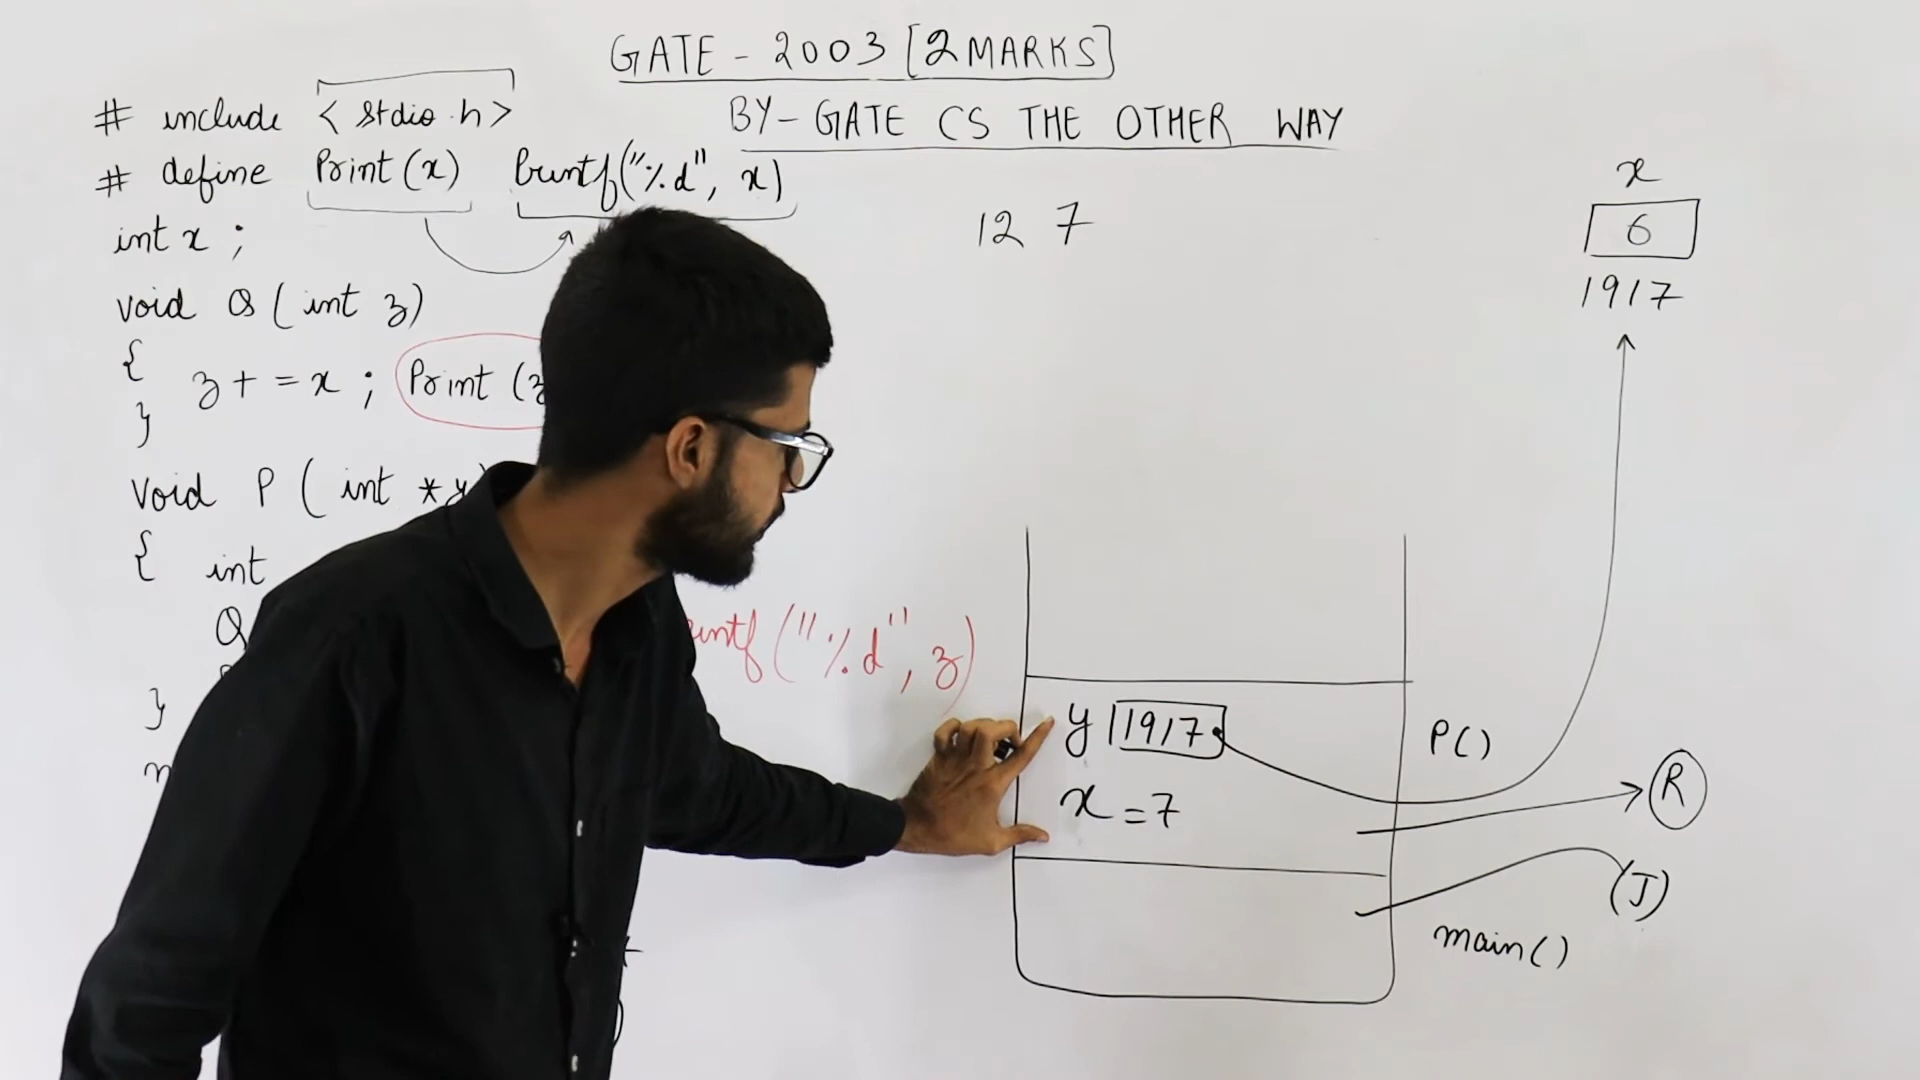 GATE - 2003 [2 MARKS]
BY - GATE CS THE OTHER WAY
# include <stdio.h>
# define Print(x) Printf("%d", x)
int x ;
void Q ( int z )
{
z + = x ; Print (z
}
void P ( int *y
{ int
Q
}
12 7
x
6
1917
intf("%d", z)
y 1917
x = 7
P()
R
(J)
main()